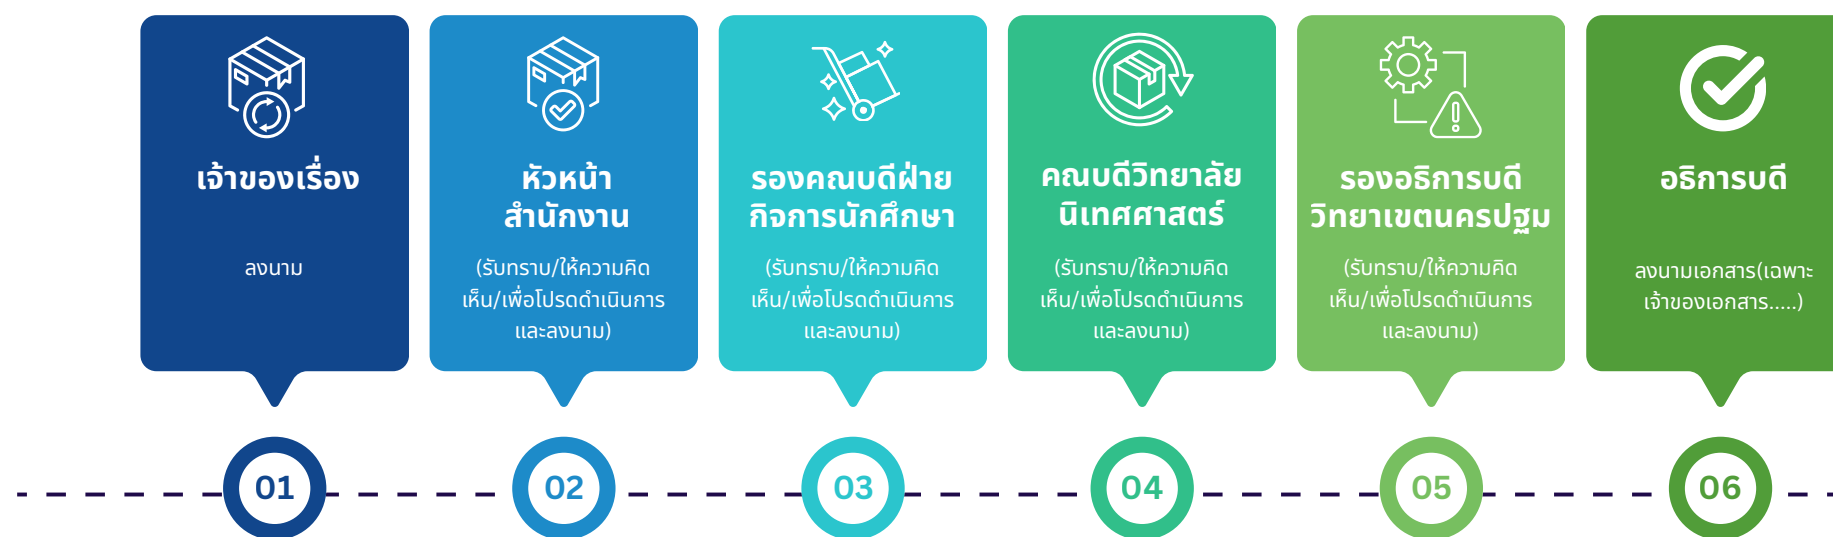 เจ้าของเรื่อง
ลงนาม
01
หัวหน้า
สำนักงาน
(รับทราบ/ให้ความคิด
เห็น/เพื่อโปรดดำเนินการ
และลงนาม)
02
รองคณบดีฝ่าย
กิจการนักศึกษา
(รับทราบ/ให้ความคิด
เห็น/เพื่อโปรดดำเนินการ
และลงนาม)
03
คณบดีวิทยาลัย
นิเทศศาสตร์
(รับทราบ/ให้ความคิด
เห็น/เพื่อโปรดดำเนินการ
และลงนาม)
04
รองอธิการบดี
วิทยาเขตนครปฐม
(รับทราบ/ให้ความคิด
เห็น/เพื่อโปรดดำเนินการ
และลงนาม)
05
อธิการบดี
ลงนามเอกสาร(เฉพาะ
เจ้าของเอกสาร.....)
06